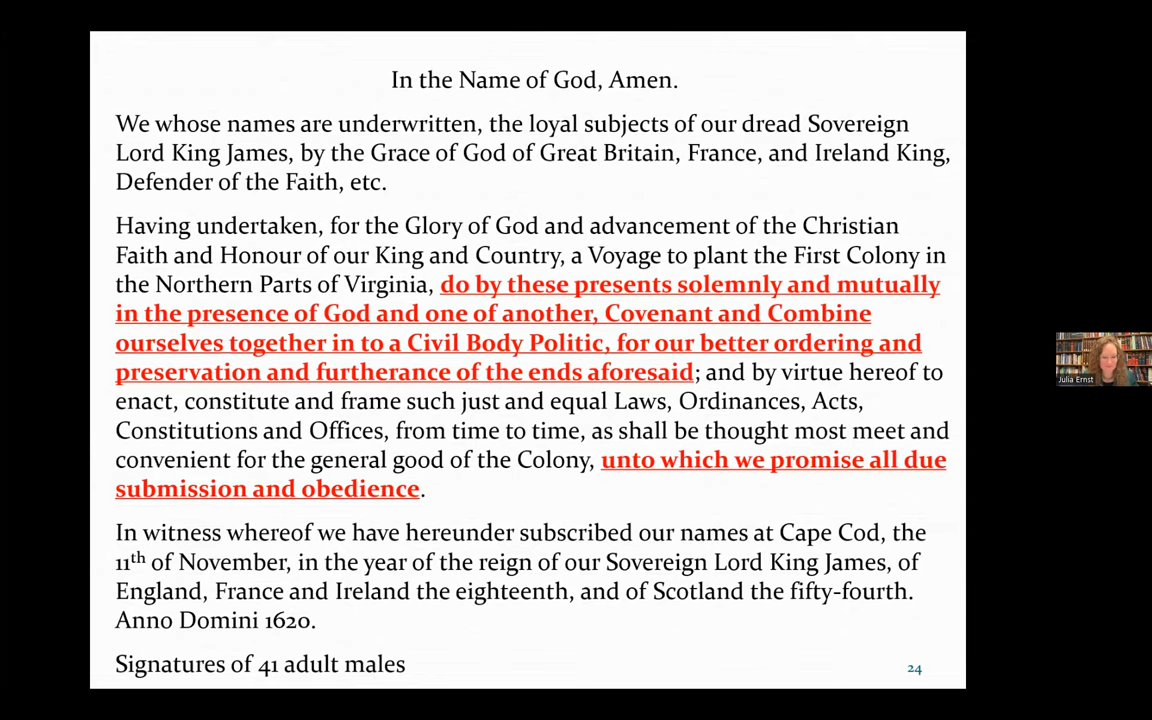 In the Name of God, Amen.
We whose names are underwritten, the loyal subjects of our dread Sovereign
Lord King James, by the Grace of God of Great Britain, France, and Ireland King,
Defender of the Faith, etc.
Having undertaken, for the Glory of God and advancement of the Christian
Faith and Honour of our King and Country, a Voyage to plant the First Colony in
the Northern Parts of Virginia, do by these presents solemnly and mutually
in the presence of God and one of another, Covenant and Combine
ourselves together in to a Civil Body Politic, for our better ordering and
preservation and furtherance of the ends aforesaid; and by virtue hereof to
enact, constitute and frame such just and equal Laws, Ordinances, Acts,
Constitutions and Offices, from time to time, as shall be thought most meet and
convenient for the general good of the Colony, unto which we promise all due
submission and obedience.
In witness whereof we have hereunder subscribed our names at Cape Cod, the
11th of November, in the year of the reign of our Sovereign Lord King James, of
England, France and Ireland the eighteenth, and of Scotland the fifty-fourth.
Anno Domini 1620.
Signatures of 41 adult males
24
Julia Ernst